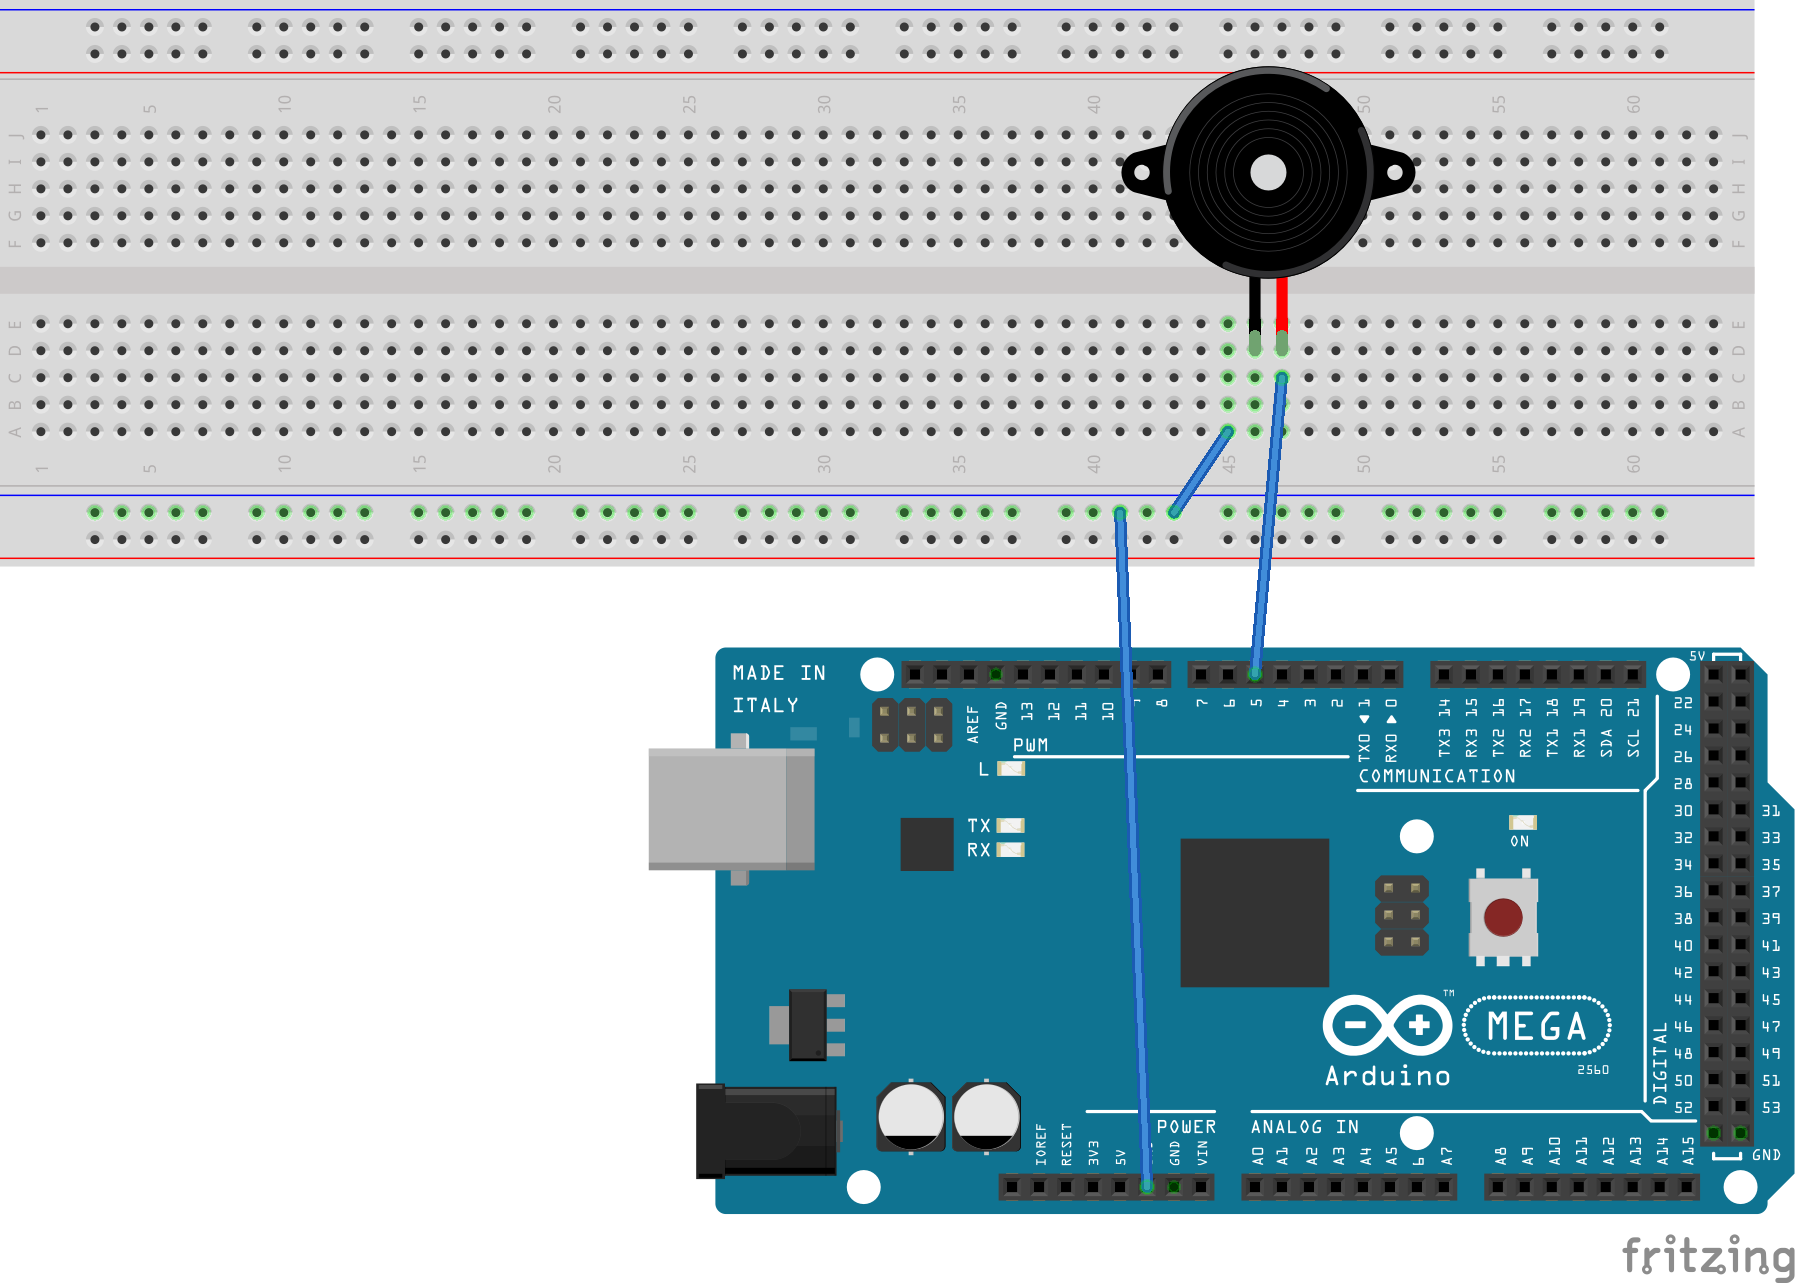 1 5 10 15 20 25 30 35 40 50 55 60
J J
I I
H H
G G
F F
E E
D D
C C
B B
A A
1 5 10 15 20 25 30 35 40 45 50 55 60
MADE IN
ITALY
AREF GND 13 12 11 10 8 7 6 5 4 3 2 TX0 1 RX0 0 TX3 14 RX3 15 TX2 16 RX2 17 TX1 18 RX1 19 SDA 20 SCL 21
5V
PWM
COMMUNICATION
L
TX
RX
ON
22
24
26
28
30 31
32 33
34 35
36 37
38 39
40 41
42 43
44 45
46 47
48 49
50 51
52 53
DIGITAL
GND
TM
MEGA
2560
Arduino
POWER
ANALOG IN
IOREF RESET 3V3 5V GND VIN A0 A1 A2 A3 A4 A5 6 A7 A8 A9 A10 A11 A12 A13 A14 A15
fritzing